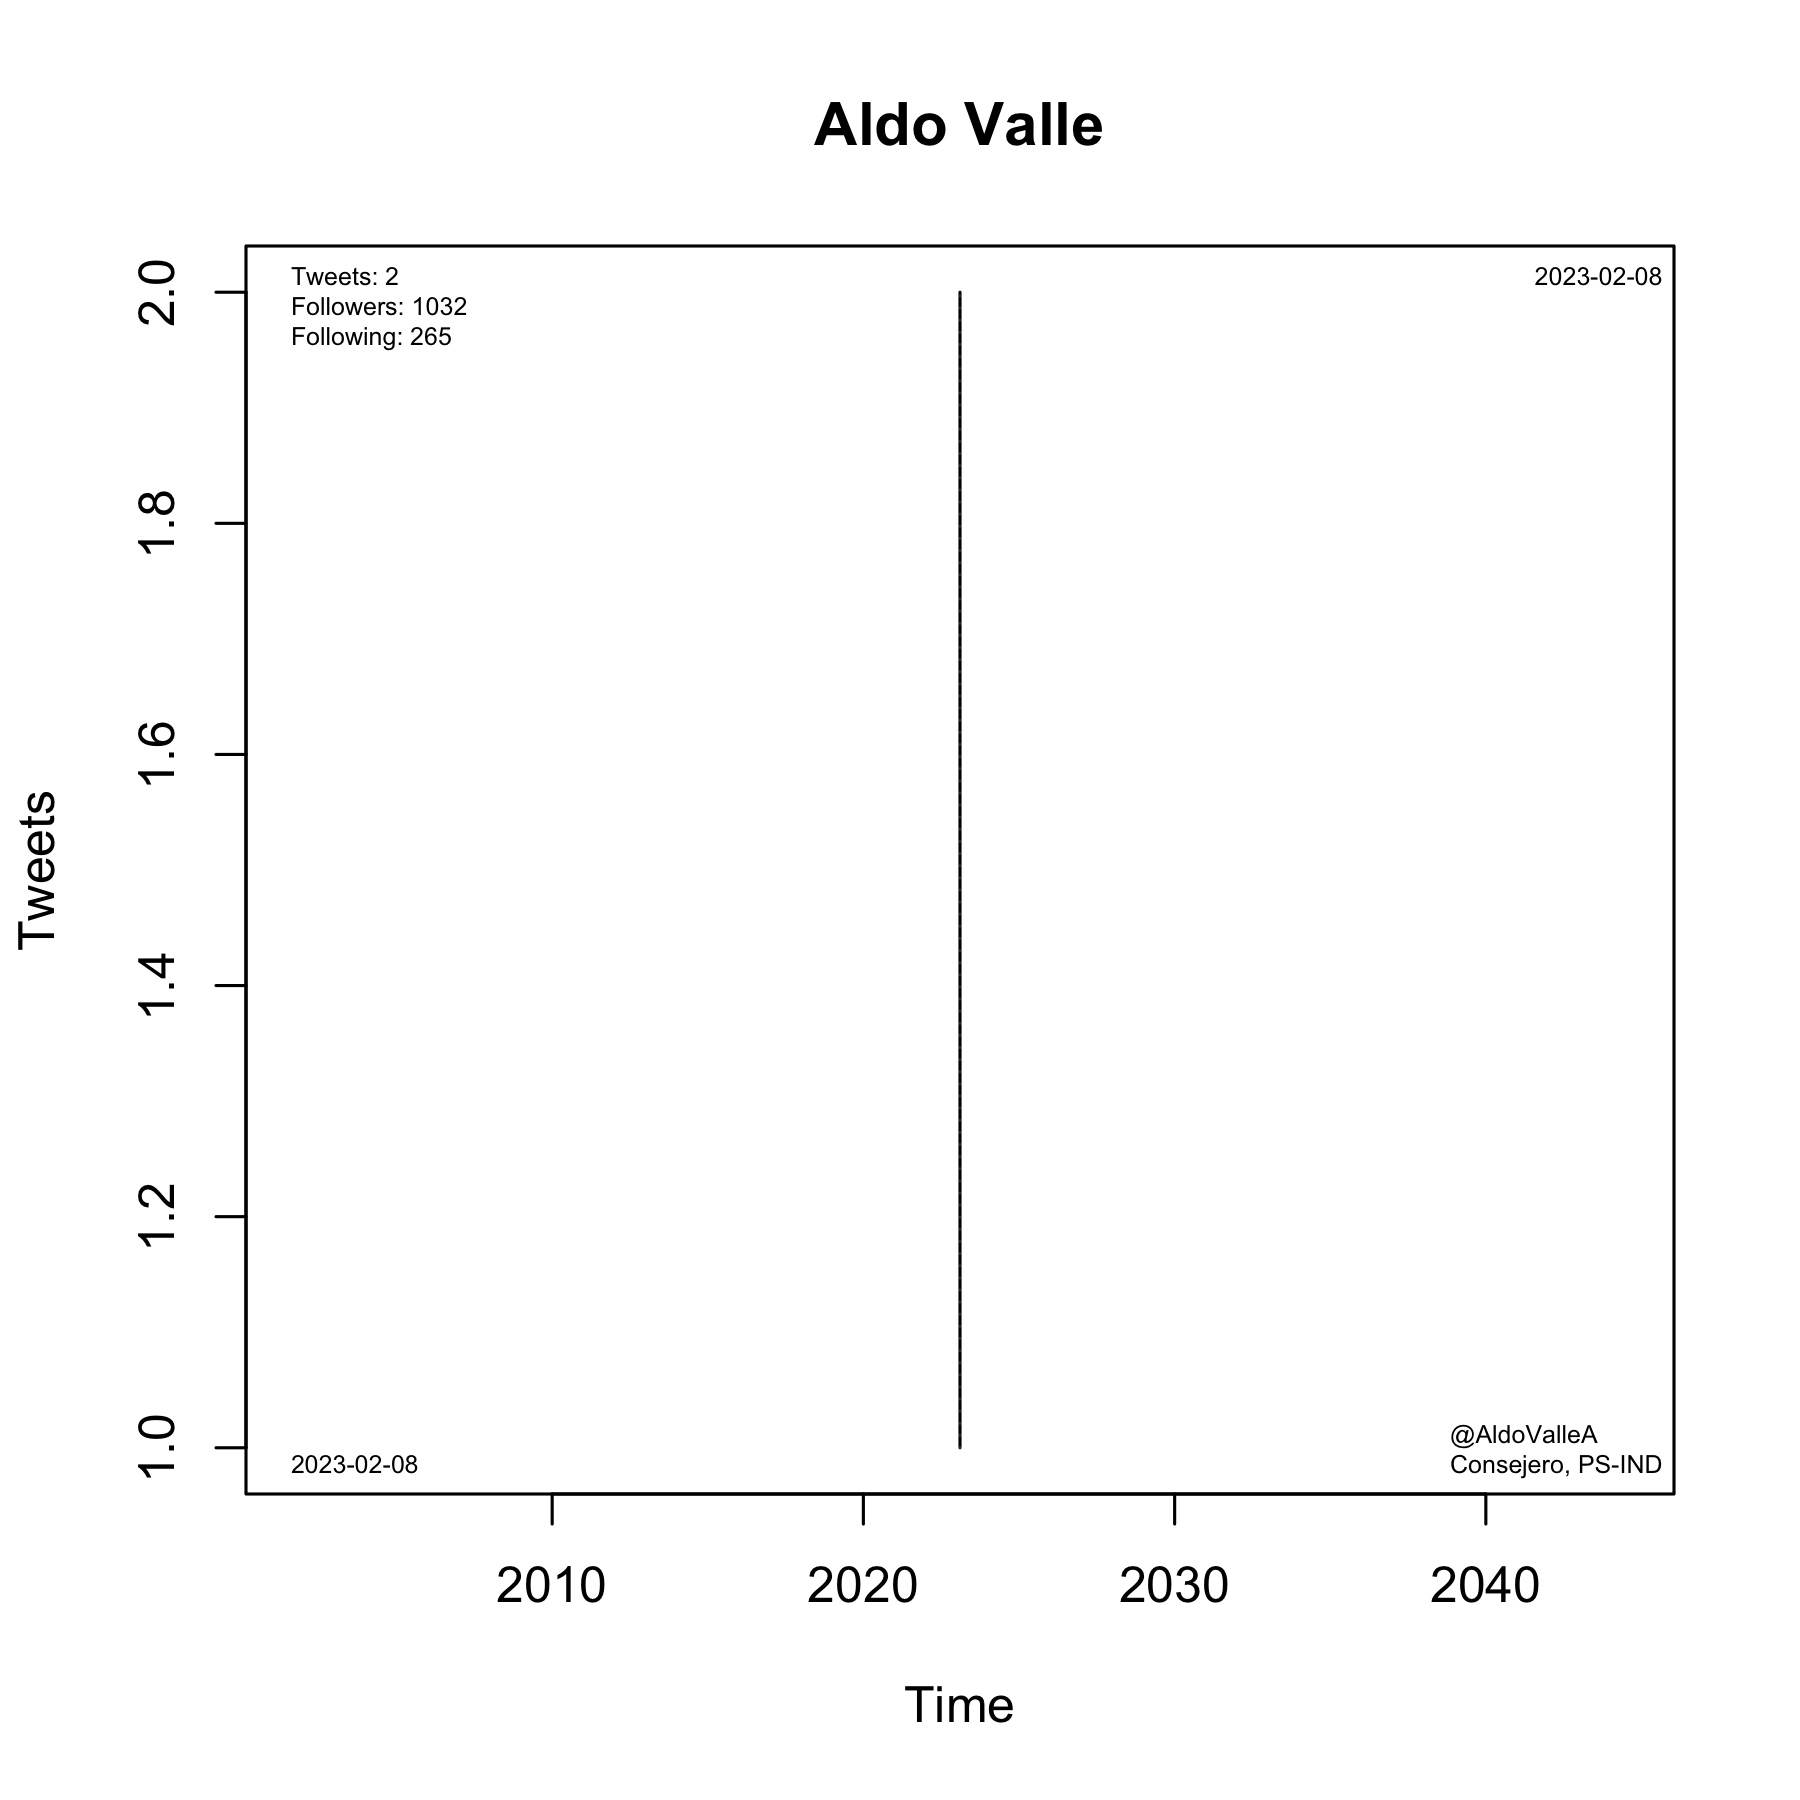 Aldo Valle
Tweets: 2
Followers: 1032
Following: 265
2023-02-08
2.0
1.8
1.6
1.4
1.2
1.0
Tweets
2023-02-08
@AldoValleA
Consejero, PS-IND
2010 2020 2030 2040
Time